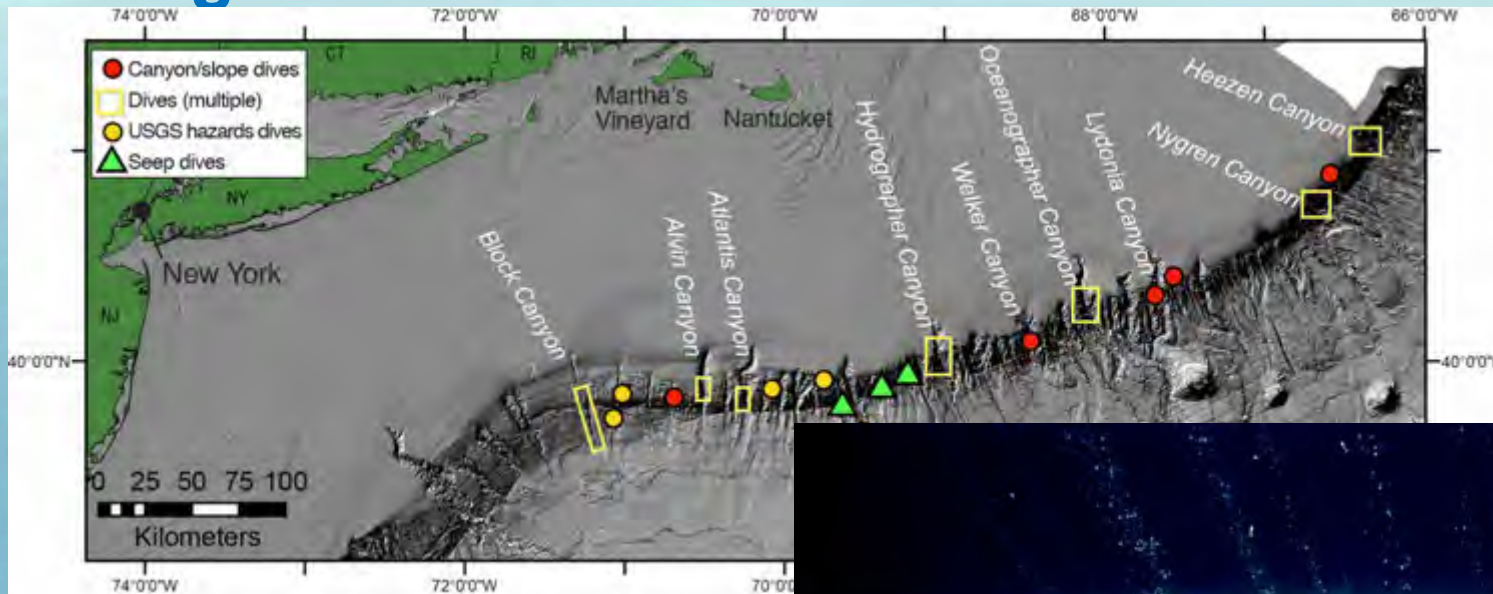 74°0'0"W
72°0'0"W
70°0'0"W
68°0'0"W
66°0'0"W
Canyon/slope dives
Dives (multiple)
USGS hazards dives
Seep dives
CT
RI
NY
NJ
New York
Martha's
Vineyard
Nantucket
Block Canyon
Alvin Canyon
Atlantis Canyon
Hydrographer Canyon
Welker Canyon
Oceanographer Canyon
Lydonia Canyon
Nygren Canyon
Heezen Canyon
40°0'0"N
40°0'0"N
0 25 50 75 100
Kilometers
74°0'0"W
72°0'0"W
70°0'0